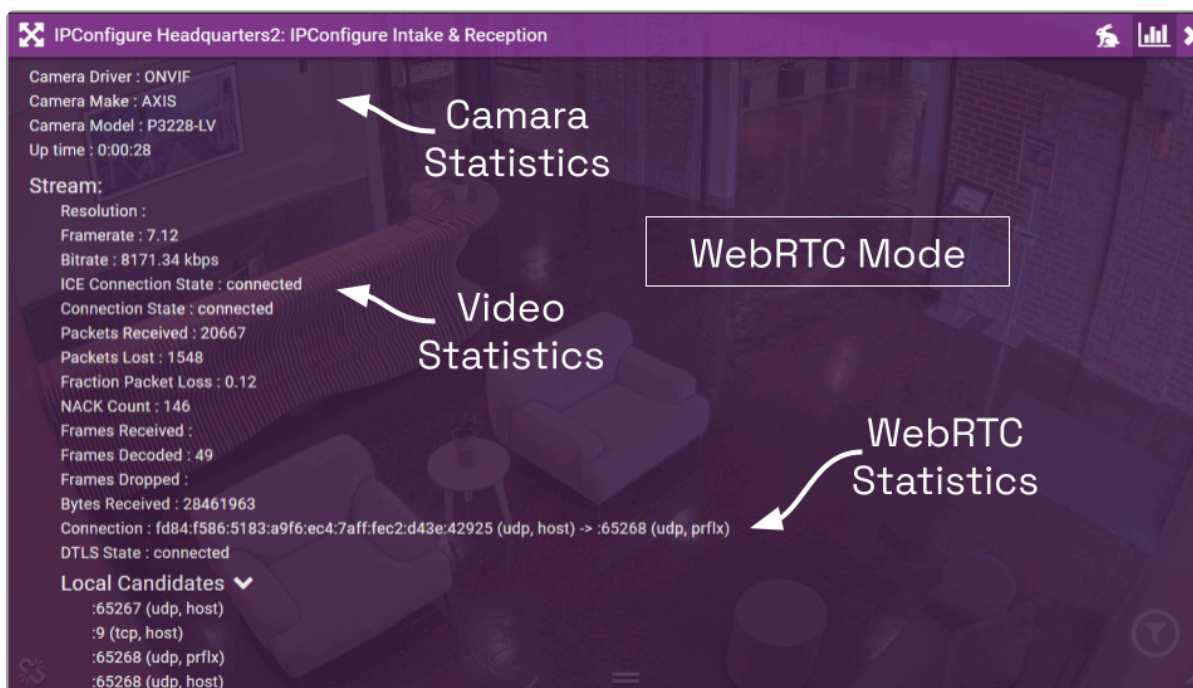 IPConfigure Headquarters2: IPConfigure Intake & Reception
Camera Driver : ONVIF
Camera Make : AXIS
Camera Model : P3228-LV
Up time : 0:00:28
Camara
Statistics
Stream:
Resolution :
Framerate : 7.12
Bitrate : 8171.34 kbps
ICE Connection State : connected
Connection State : connected
Packets Received : 20667
Packets Lost : 1548
Fraction Packet Loss : 0.12
NACK Count : 146
Frames Received :
Frames Decoded : 49
Frames Dropped :
Bytes Received : 28461963
Connection : fd84:f586:5183:a9f6:ec4:7aff:fec2:d43e:42925 (udp, host) -> :65268 (udp, prflx)
DTLS State : connected
WebRTC Mode
Video
Statistics
WebRTC
Statistics
Local Candidates
:65267 (udp, host)
:9 (tcp, host)
:65268 (udp, prflx)
:65268 (udp, host)